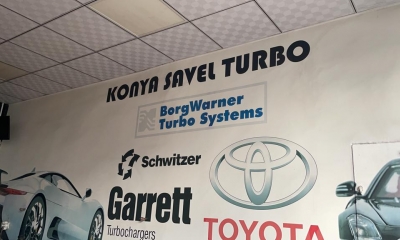 KONYA SAVEL TURBO
BorgWarner
Turbo Systems
Schwitzer
Garrett
Turbochargers
TOYOTA